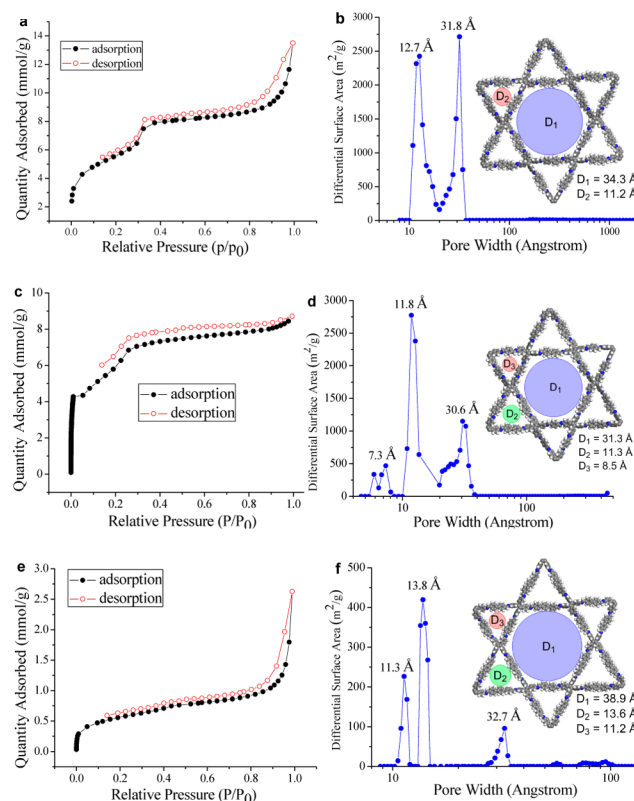 a
adsorption
desorption
Quantity Adsorbed (mmol/g)
14
12
10
8
6
4
2
0.0 0.2 0.4 0.6 0.8 1.0
Relative Pressure (p/p0)
b
12.7 Å
31.8 Å
Differential Surface Area (m²/g)
3000
2500
2000
1500
1000
500
0
10 100 1000
Pore Width (Angstrom)
D2
D1
D1 = 34.3 Å
D2 = 11.2 Å
c
adsorption
desorption
Quantity Adsorbed (mmol/g)
10
8
6
4
2
0
0.0 0.2 0.4 0.6 0.8 1.0
Relative Pressure (P/P0)
d
11.8 Å
30.6 Å
7.3 Å
Differential Surface Area (m²/g)
3000
2500
2000
1500
1000
500
0
10 100
Pore Width (Angstrom)
D3
D1
D2
D1 = 31.3 Å
D2 = 11.3 Å
D3 = 8.5 Å
e
adsorption
desorption
Quantity Adsorbed (mmol/g)
3.0
2.5
2.0
1.5
1.0
0.5
0.0
0.0 0.2 0.4 0.6 0.8 1.0
Relative Pressure (P/P0)
f
13.8 Å
11.3 Å
32.7 Å
Differential Surface Area (m²/g)
500
400
300
200
100
0
10 100
Pore Width (Angstrom)
D3
D1
D2
D1 = 38.9 Å
D2 = 13.6 Å
D3 = 11.2 Å